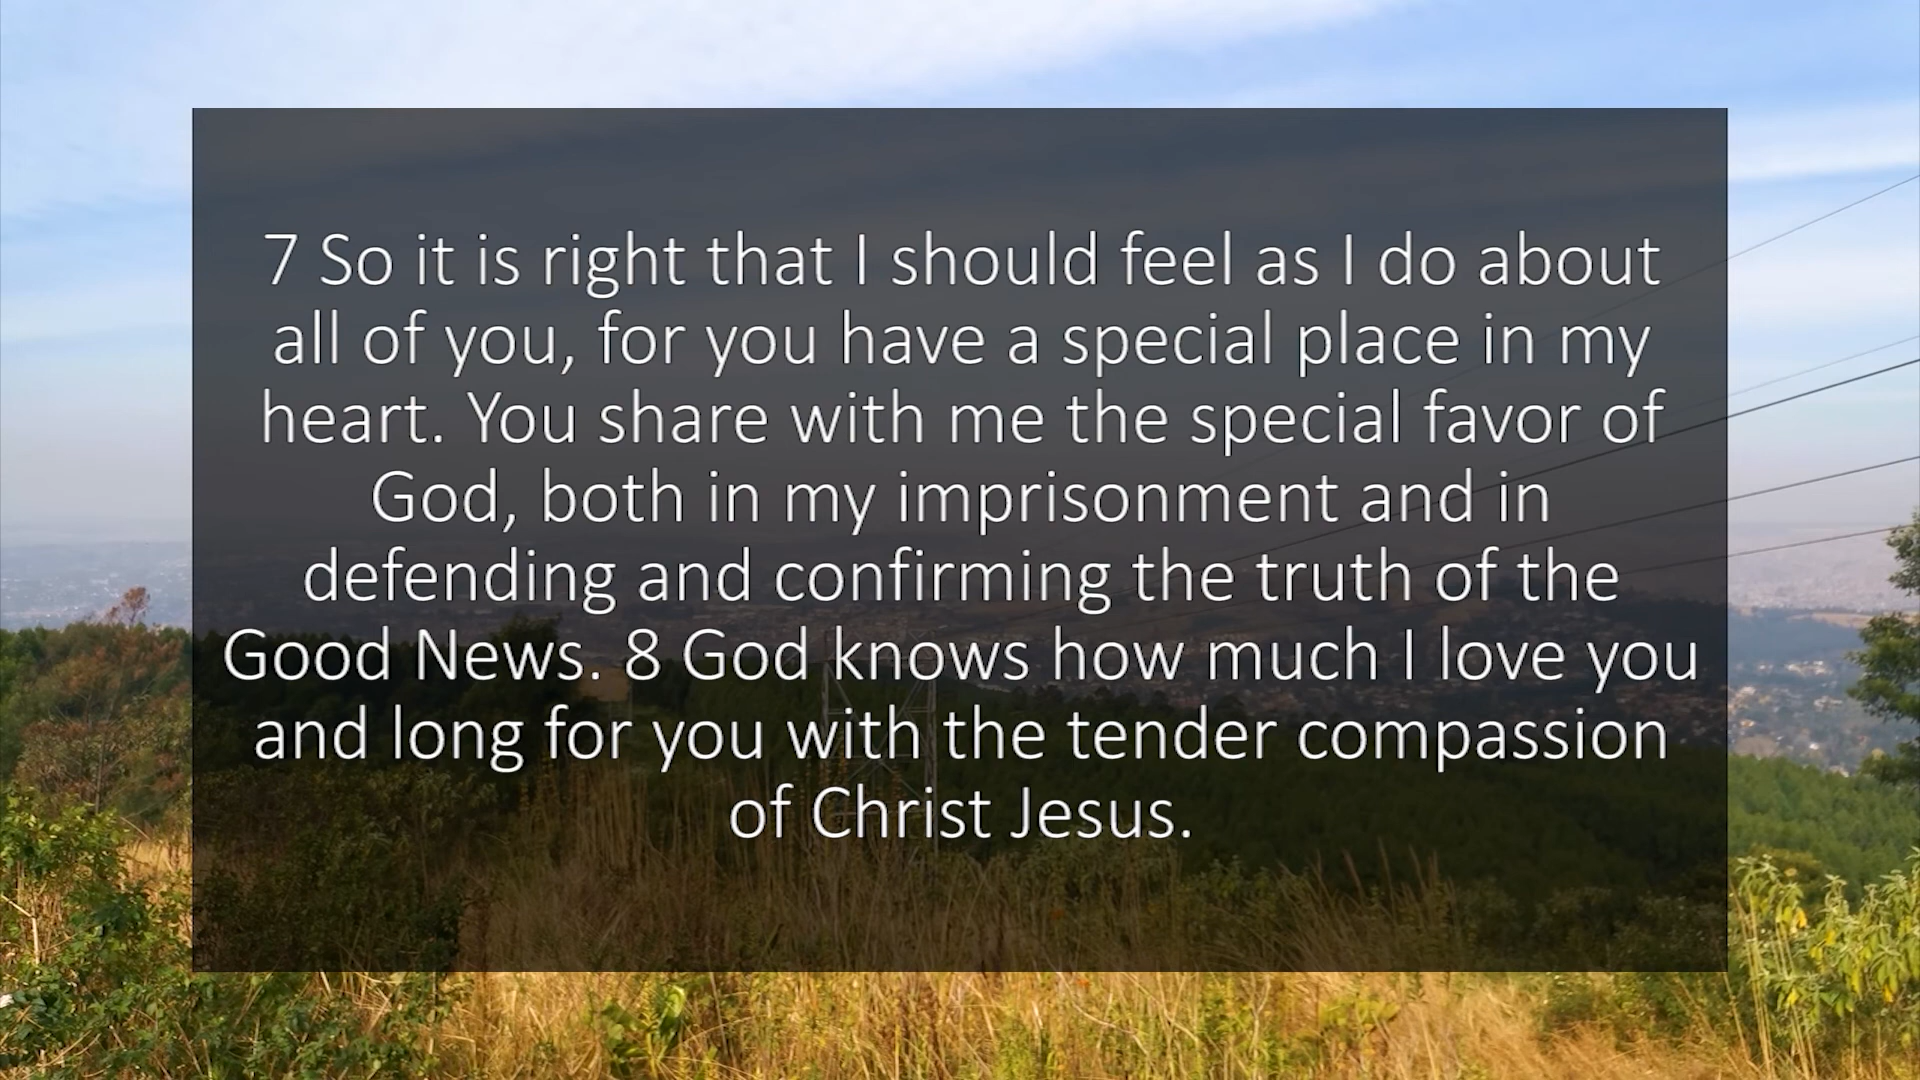 7 So it is right that I should feel as I do about
all of you, for you have a special place in my
heart. You share with me the special favor of
God, both in my imprisonment and in
defending and confirming the truth of the
Good News. 8 God knows how much I love you
and long for you with the tender compassion
of Christ Jesus.